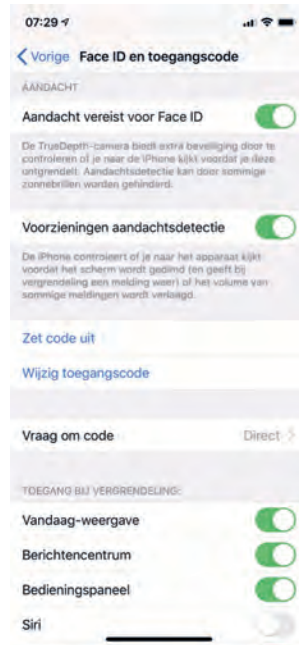 07:29
Vorige Face ID en toegangscode
AANDACHT
Aandacht vereist voor Face ID
De TrueDepth-camera biedt extra beveiliging door te
controleren of je naar de iPhone kijkt voordat je deze
ontgrendelt. Aandachtsdetectie kan door sommige
zonnebrillen worden gehinderd.
Voorzieningen aandachtsdetectie
De iPhone controleert of je naar het apparaat kijkt
voordat het scherm wordt gedimd (en geeft bij
vergrendeling een melding weer) of het volume van
sommige meldingen wordt verlaagd.
Zet code uit
Wijzig toegangscode
Vraag om code Direct
TOEGANG BIJ VERGRENDELING:
Vandaag-weergave
Berichtencentrum
Bedieningspaneel
Siri